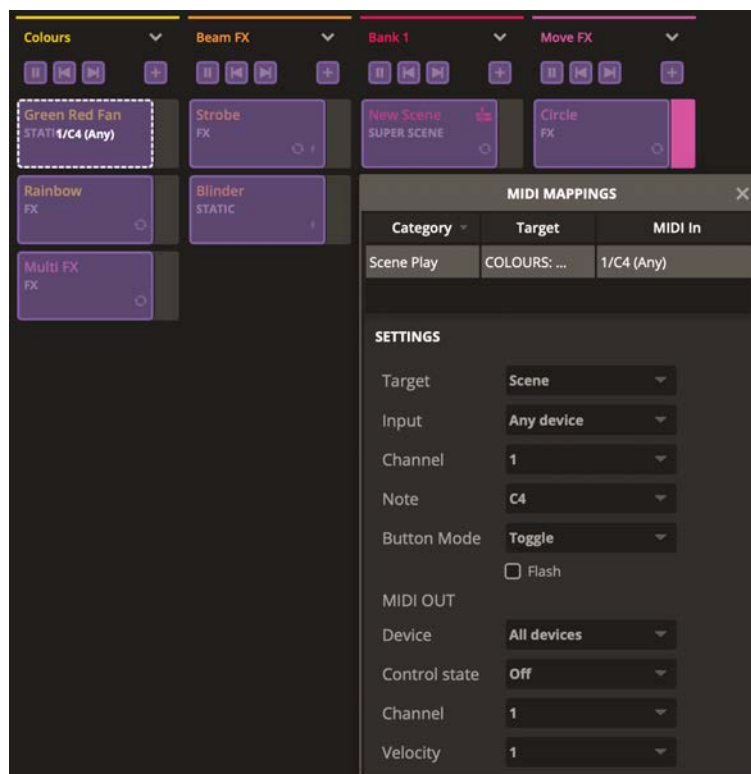 Colours
Beam FX
Bank 1
Move FX
Green Red Fan
STATI1/C4 (Any)
Strobe
FX
New Scene
SUPER SCENE
Circle
FX
Rainbow
FX
Blinder
STATIC
Multi FX
FX
MIDI MAPPINGS
Category Target MIDI In
Scene Play COLOURS: ... 1/C4 (Any)
SETTINGS
Target Scene
Input Any device
Channel 1
Note C4
Button Mode Toggle
Flash
MIDI OUT
Device All devices
Control state Off
Channel 1
Velocity 1